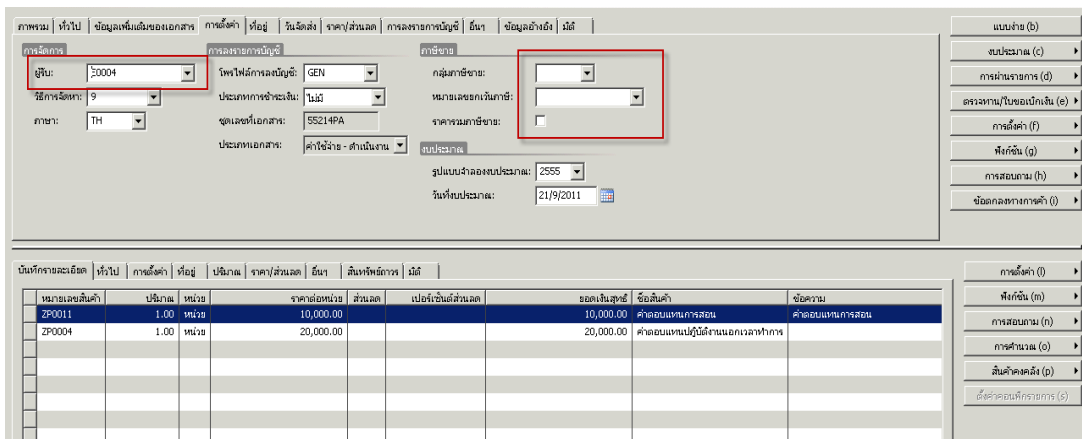 ภาพรวม ทั่วไป ข้อมูลเพิ่มเติมของเอกสาร การตั้งค่า ที่อยู่ วันจัดส่ง ราคา/ส่วนลด การลงรายการบัญชี อื่นๆ ข้อมูลอ้างอิง มิติ
การจัดการ
ผู้รับ: E0004
วิธีการจัดหา: 9
ภาษา: TH
การลงรายการบัญชี
โพรไฟล์การลงบัญชี: GEN
ประเภทการชำระเงิน: ไม่มี
ชุดเลขที่เอกสาร: 55214PA
ประเภทเอกสาร: ค่าใช้จ่าย - ดำเนินงาน
ภาษีขาย
กลุ่มภาษีขาย:
หมายเลขยกเว้นภาษี:
ราคารวมภาษีขาย:
งบประมาณ
รูปแบบจำลองงบประมาณ: 2555
วันที่งบประมาณ: 21/9/2011
แบบง่าย (b)
งบประมาณ (c)
การผ่านรายการ (d)
ตรวจทาน/ใบขอเบิกเงิน (e)
การตั้งค่า (f)
ฟังก์ชัน (g)
การสอบถาม (h)
ข้อตกลงทางการค้า (i)
บันทึกรายละเอียด ทั่วไป การตั้งค่า ที่อยู่ ปริมาณ ราคา/ส่วนลด อื่นๆ สินทรัพย์ถาวร มิติ
หมายเลขสินค้า ปริมาณ หน่วย ราคาต่อหน่วย ส่วนลด เปอร์เซ็นต์ส่วนลด ยอดเงินสุทธิ ชื่อสินค้า ข้อความ
ZP0011 1.00 หน่วย 10,000.00 10,000.00 ค่าตอบแทนการสอน ค่าตอบแทนการสอน
ZP0004 1.00 หน่วย 20,000.00 20,000.00 ค่าตอบแทนปฏิบัติงานนอกเวลาทำการ
การตั้งค่า (l)
ฟังก์ชัน (m)
การสอบถาม (n)
การคำนวณ (o)
สินค้าคงคลัง (p)
ตั้งค่าคอนฟิกรายการ (s)